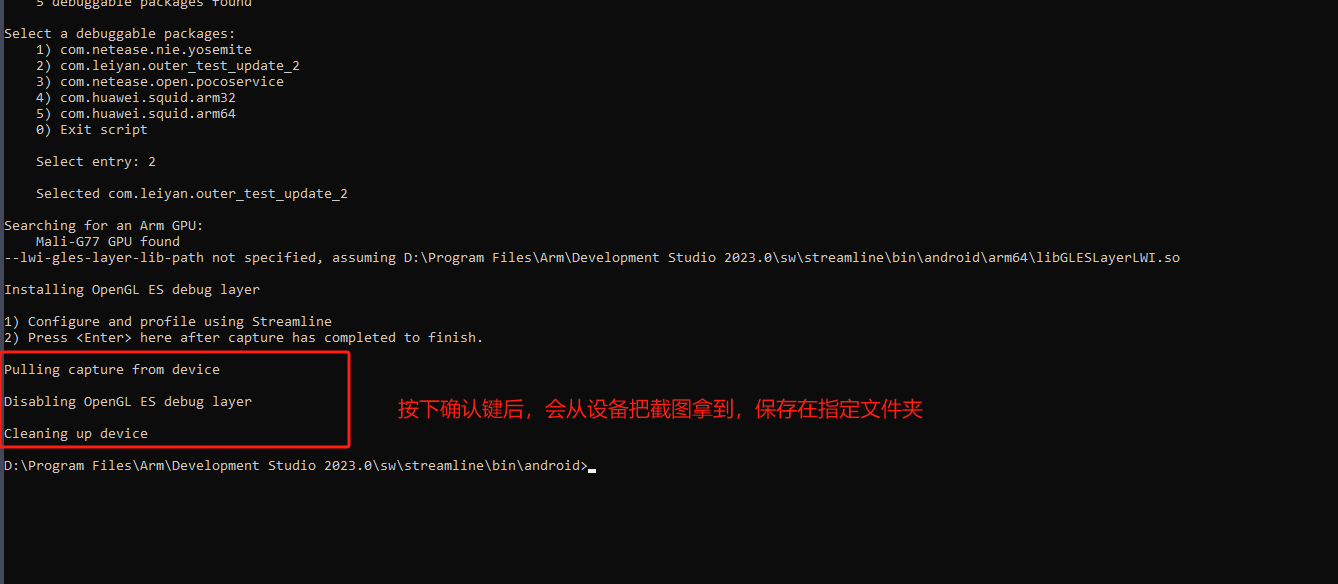 5 debuggable packages found
Select a debuggable packages:
1) com.netease.nie.yosemite
2) com.leiyan.outer_test_update_2
3) com.netease.open.pocoservice
4) com.huawei.squid.arm32
5) com.huawei.squid.arm64
0) Exit script
Select entry: 2
Selected com.leiyan.outer_test_update_2
Searching for an Arm GPU:
Mali-G77 GPU found
--lwi-gles-layer-lib-path not specified, assuming D:\Program Files\Arm\Development Studio 2023.0\sw\streamline\bin\android\arm64\libGLESLayerLWI.so
Installing OpenGL ES debug layer
1) Configure and profile using Streamline
2) Press <Enter> here after capture has completed to finish.
Pulling capture from device
Disabling OpenGL ES debug layer
按下确认键后，会从设备把截图拿到，保存在指定文件夹
Cleaning up device
D:\Program Files\Arm\Development Studio 2023.0\sw\streamline\bin\android>